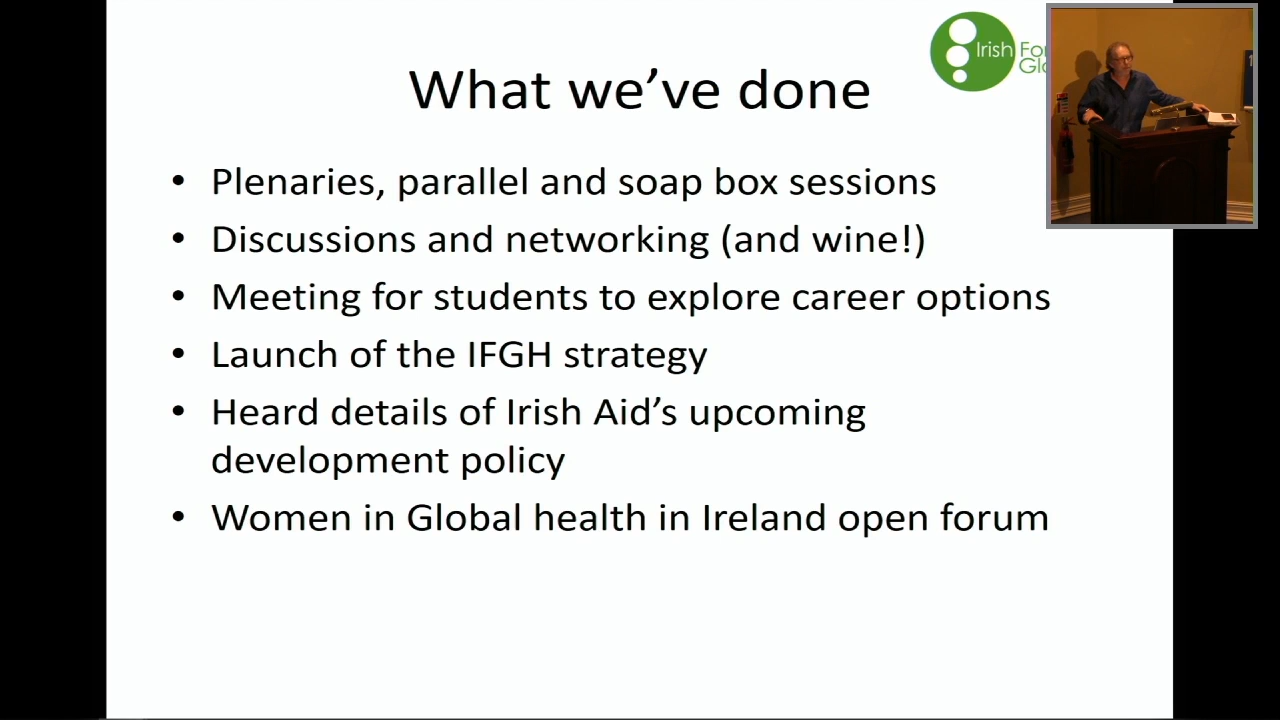 What we've done
Irish For
Glo
• Plenaries, parallel and soap box sessions
• Discussions and networking (and wine!)
• Meeting for students to explore career options
• Launch of the IFGH strategy
• Heard details of Irish Aid's upcoming
development policy
• Women in Global health in Ireland open forum